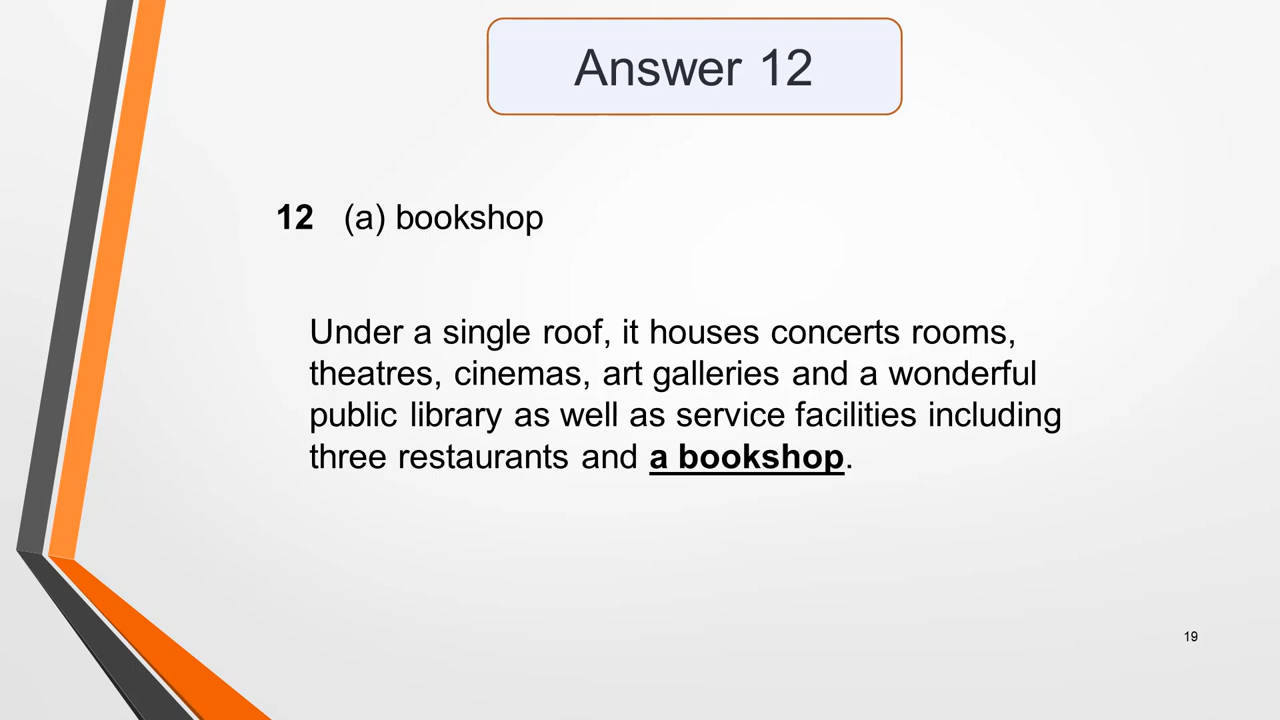 Answer 12
12 (a) bookshop
Under a single roof, it houses concerts rooms,
theatres, cinemas, art galleries and a wonderful
public library as well as service facilities including
three restaurants and a bookshop.
19